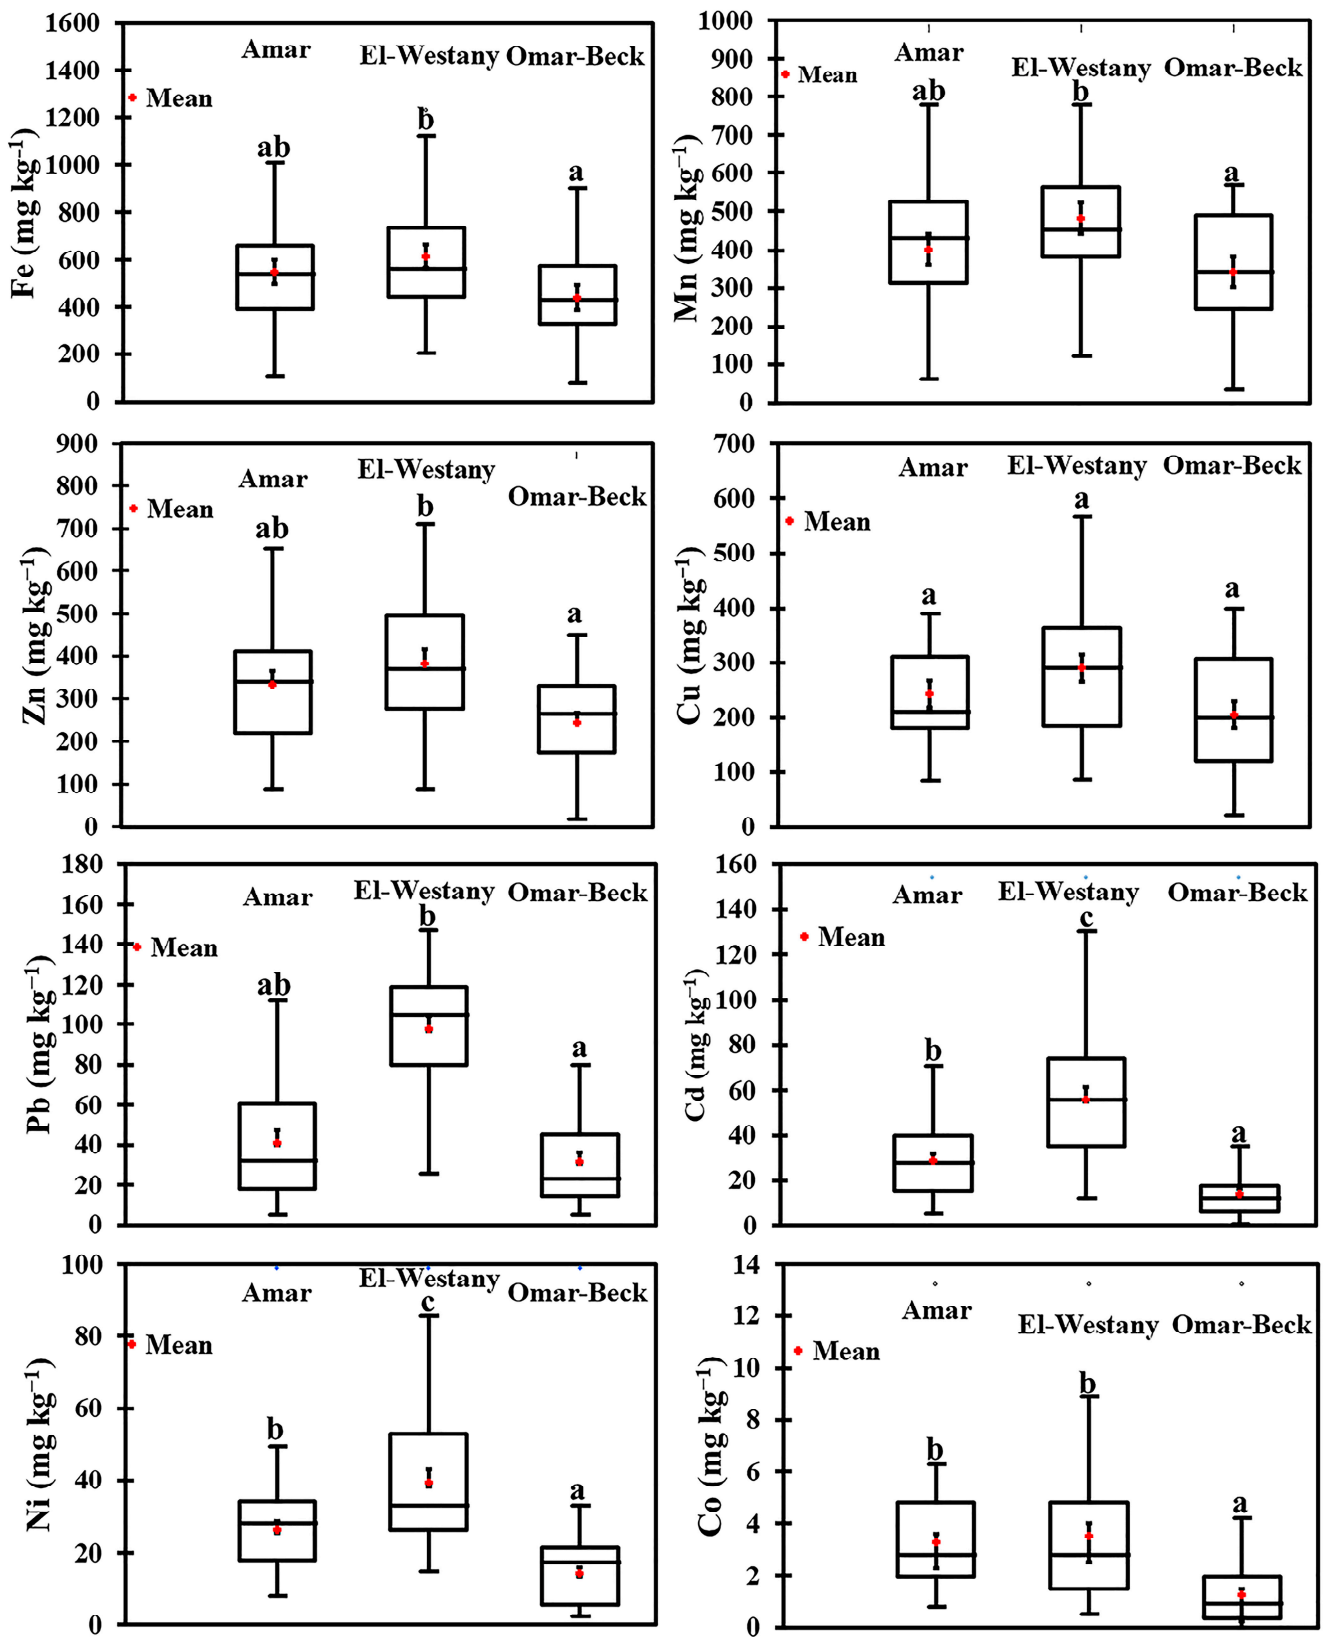 Fe (mg kg⁻¹)
1600
1400
1200
1000
800
600
400
200
0
Amar El-Westany Omar-Beck
Mean
ab b a
Mn (mg kg⁻¹)
1000
900
800
700
600
500
400
300
200
100
0
Amar El-Westany Omar-Beck
Mean
ab b a
Zn (mg kg⁻¹)
900
800
700
600
500
400
300
200
100
0
Amar El-Westany Omar-Beck
Mean
ab b a
Cu (mg kg⁻¹)
700
600
500
400
300
200
100
0
Amar El-Westany Omar-Beck
Mean
a a a
Pb (mg kg⁻¹)
180
160
140
120
100
80
60
40
20
0
Amar El-Westany Omar-Beck
Mean
ab b a
Cd (mg kg⁻¹)
160
140
120
100
80
60
40
20
0
Amar El-Westany Omar-Beck
Mean
b c a
Ni (mg kg⁻¹)
100
80
60
40
20
0
Amar El-Westany Omar-Beck
Mean
b c a
Co (mg kg⁻¹)
14
12
10
8
6
4
2
0
Amar El-Westany Omar-Beck
Mean
b b a